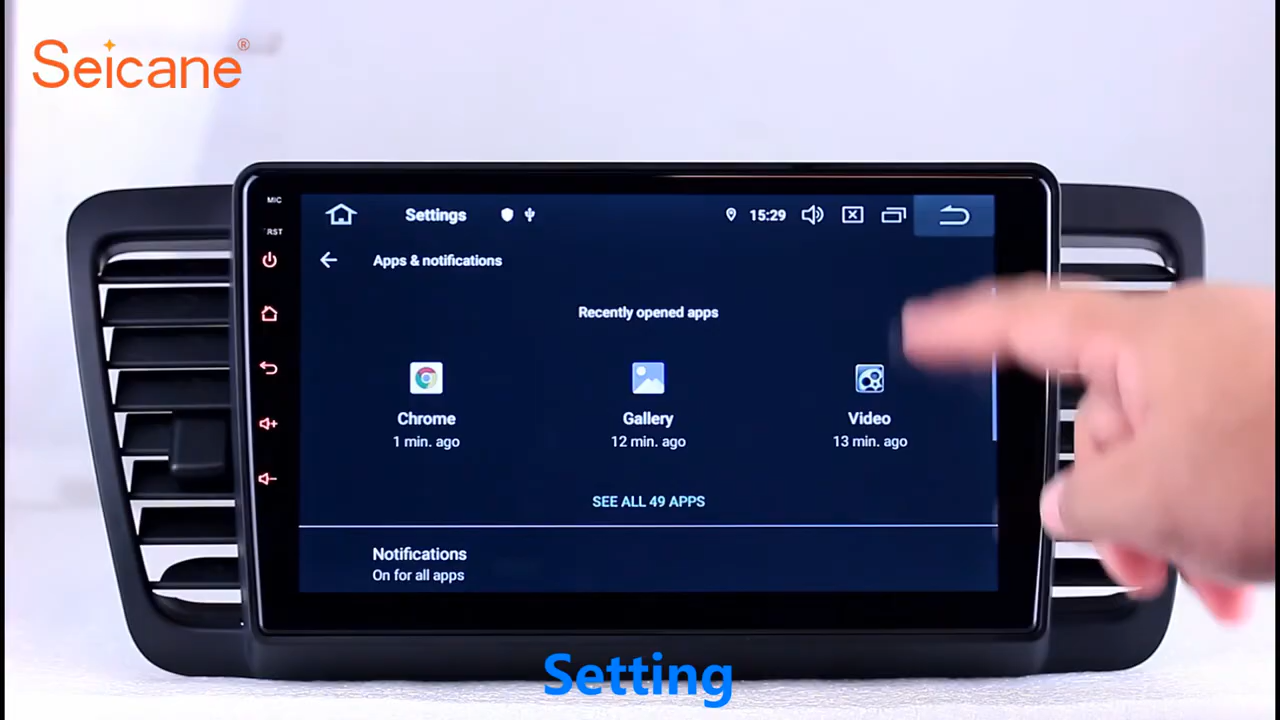 Seicane®
MIC
RST
Settings
15:29
Apps & notifications
Recently opened apps
Chrome
Gallery
Video
1 min. ago
12 min. ago
13 min. ago
SEE ALL 49 APPS
Notifications
On for all apps
Setting